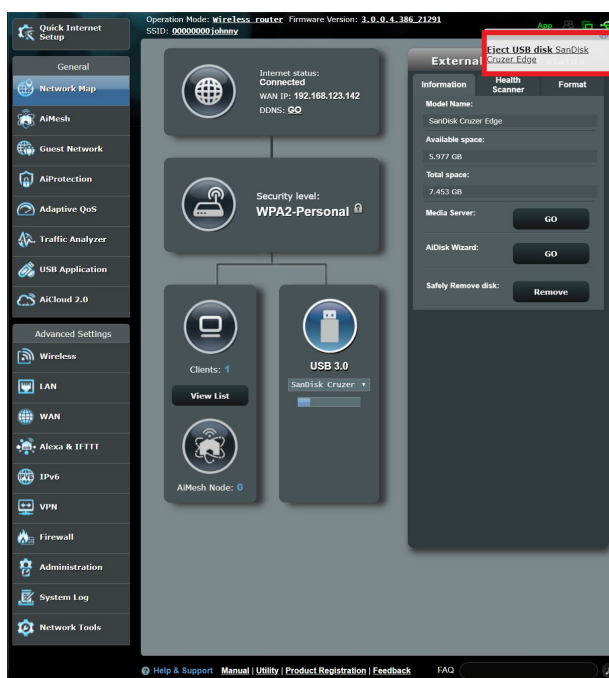 Quick Internet
Setup
General
Network Map
AiMesh
Guest Network
AiProtection
Adaptive QoS
Traffic Analyzer
USB Application
AiCloud 2.0
Advanced Settings
Wireless
LAN
WAN
Alexa & IFTTT
IPv6
VPN
Firewall
Administration
System Log
Network Tools
Operation Mode: Wireless router Firmware Version: 3.0.0.4.386_21291
SSID: 00000000johnny
App
Eject USB disk SanDisk
Cruzer Edge
Internet status:
Connected
WAN IP: 192.168.123.142
DDNS: GO
Security level:
WPA2-Personal
Clients: 1
View List
AiMesh Node: 0
USB 3.0
SanDisk Cruzer
External
Information
Health
Scanner
Format
Model Name:
SanDisk Cruzer Edge
Available space:
5.977 GB
Total space:
7.453 GB
Media Server:
GO
AiDisk Wizard:
GO
Safely Remove disk:
Remove
Help & Support Manual | Utility | Product Registration | Feedback FAQ